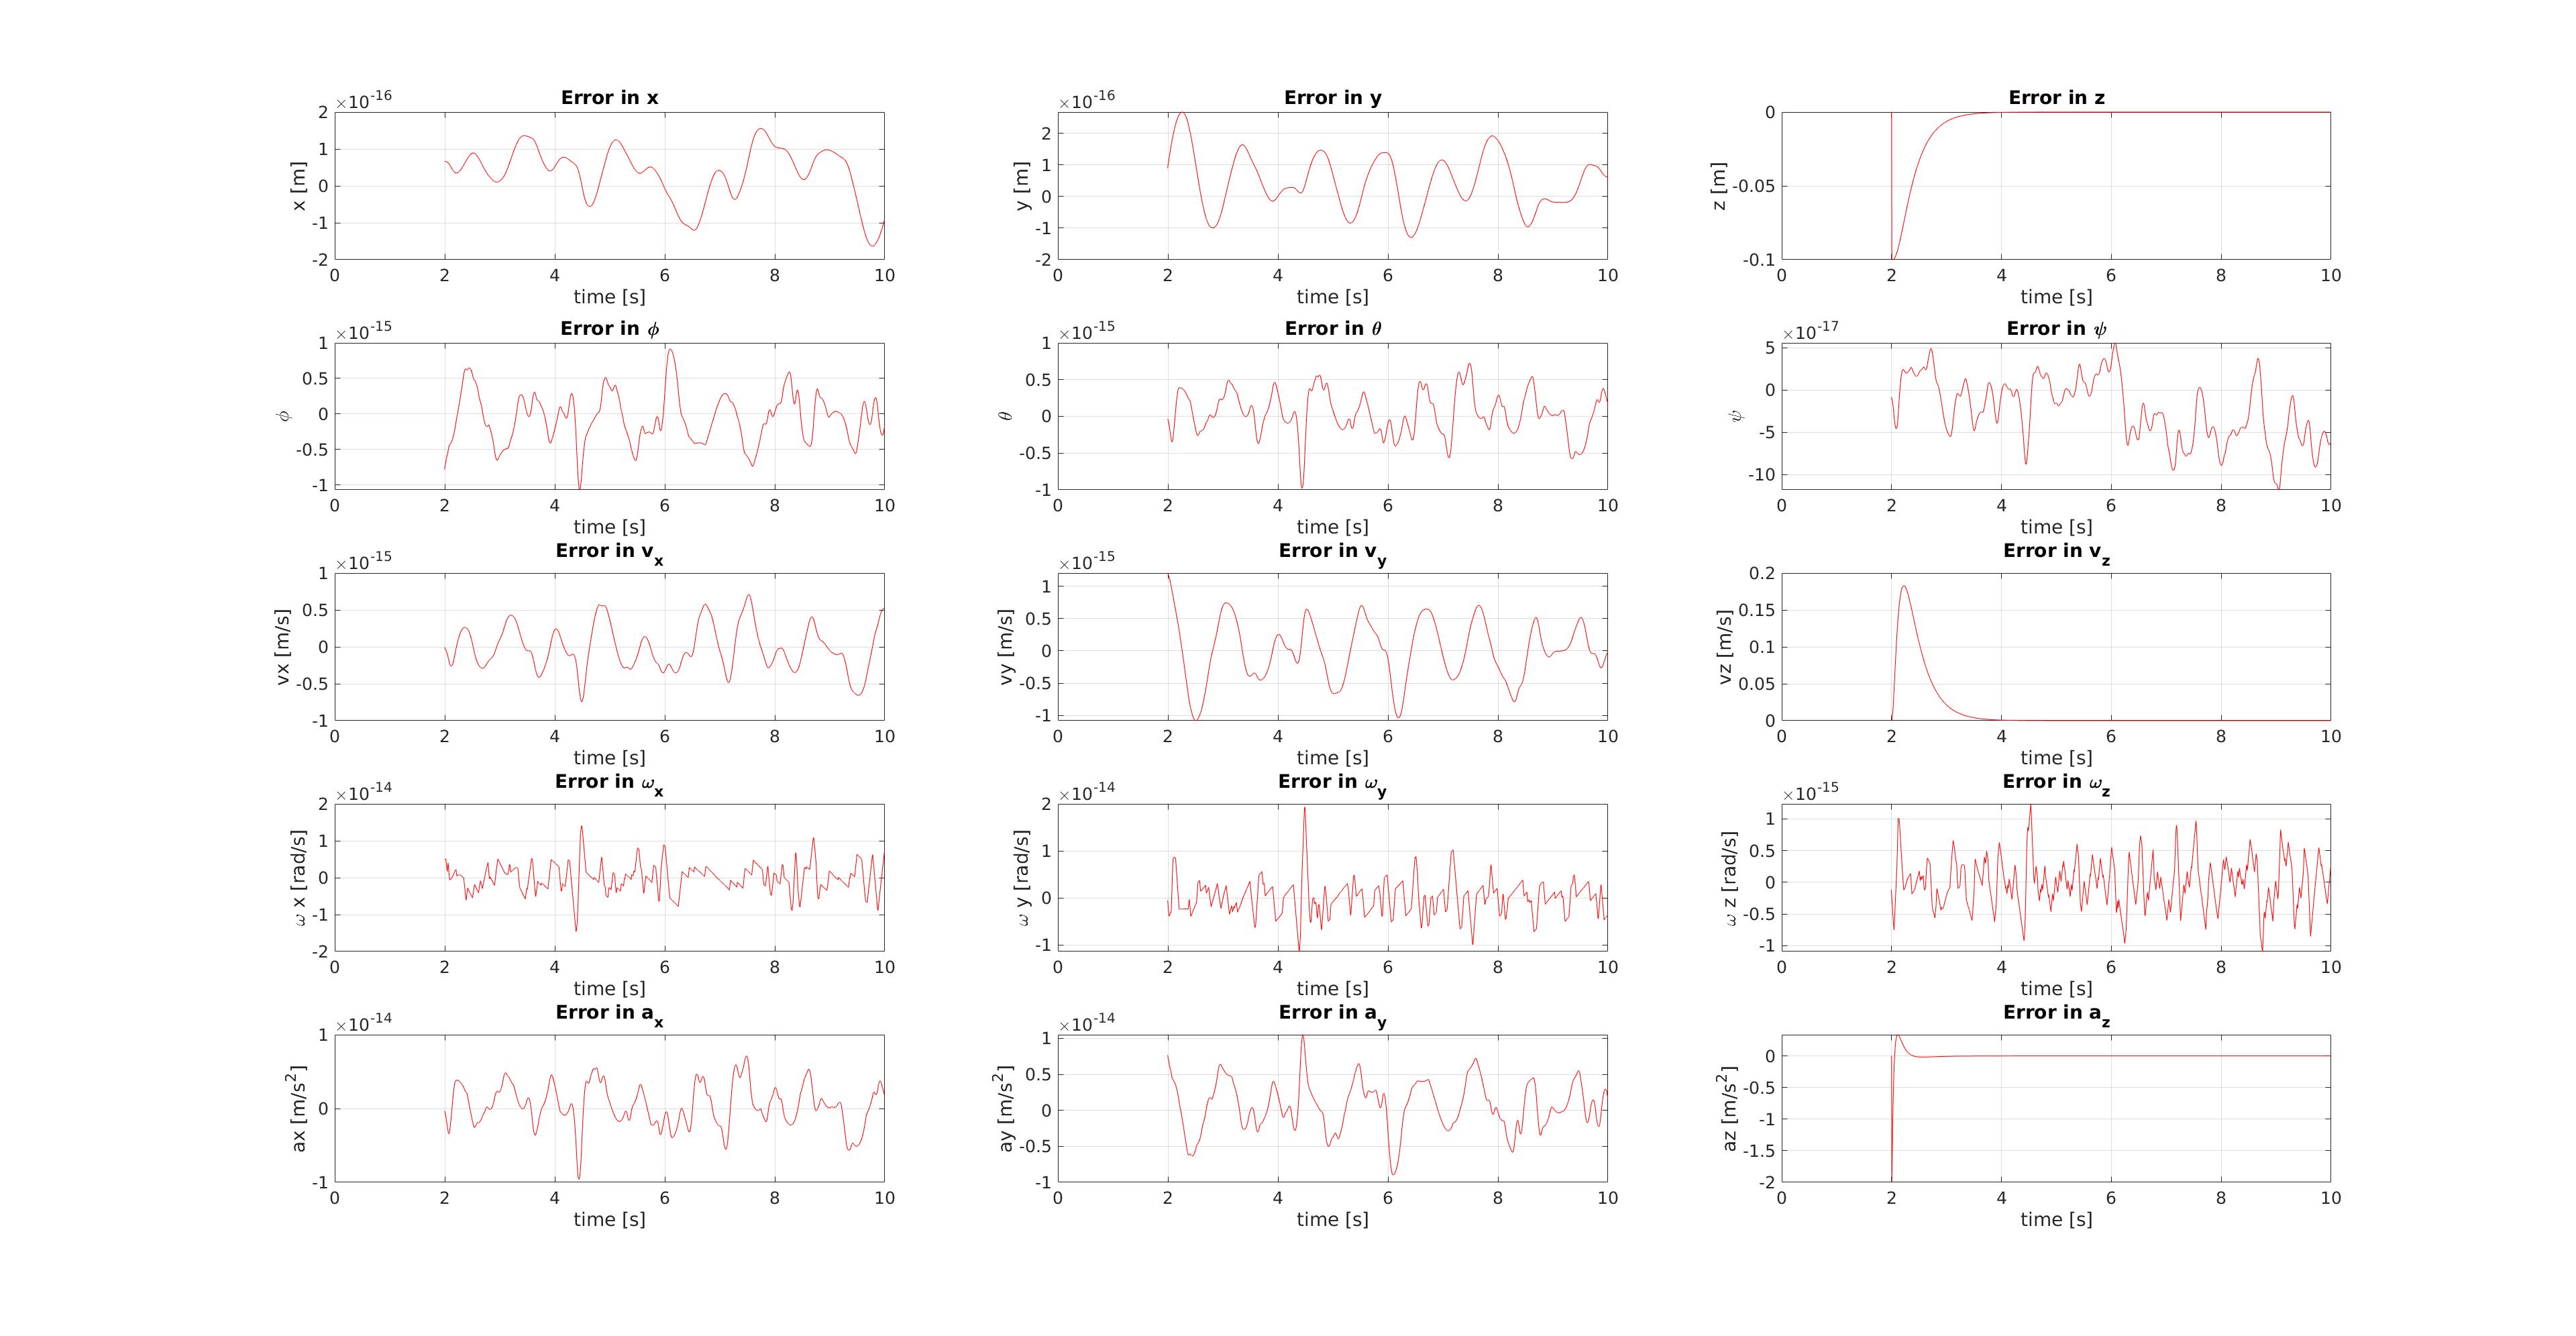 Error in x
×10-16
2
1
0
-1
-2
x [m]
0 2 4 6 8 10
time [s]
Error in y
×10-16
2
1
0
-1
-2
y [m]
0 2 4 6 8 10
time [s]
Error in z
0
-0.05
-0.1
z [m]
0 2 4 6 8 10
time [s]
Error in ϕ
×10-15
1
0.5
0
-0.5
-1
ϕ
0 2 4 6 8 10
time [s]
Error in θ
×10-15
1
0.5
0
-0.5
-1
θ
0 2 4 6 8 10
time [s]
Error in ψ
×10-17
5
0
-5
-10
ψ
0 2 4 6 8 10
time [s]
Error in vx
×10-15
1
0.5
0
-0.5
-1
vx [m/s]
0 2 4 6 8 10
time [s]
Error in vy
×10-15
1
0.5
0
-0.5
-1
vy [m/s]
0 2 4 6 8 10
time [s]
Error in vz
0.2
0.15
0.1
0.05
0
vz [m/s]
0 2 4 6 8 10
time [s]
Error in ωx
×10-14
2
1
0
-1
-2
ω x [rad/s]
0 2 4 6 8 10
time [s]
Error in ωy
×10-14
2
1
0
-1
ω y [rad/s]
0 2 4 6 8 10
time [s]
Error in ωz
×10-15
1
0.5
0
-0.5
-1
ω z [rad/s]
0 2 4 6 8 10
time [s]
Error in ax
×10-14
1
0
-1
ax [m/s2]
0 2 4 6 8 10
time [s]
Error in ay
×10-14
1
0.5
0
-0.5
-1
ay [m/s2]
0 2 4 6 8 10
time [s]
Error in az
0
-0.5
-1
-1.5
-2
az [m/s2]
0 2 4 6 8 10
time [s]